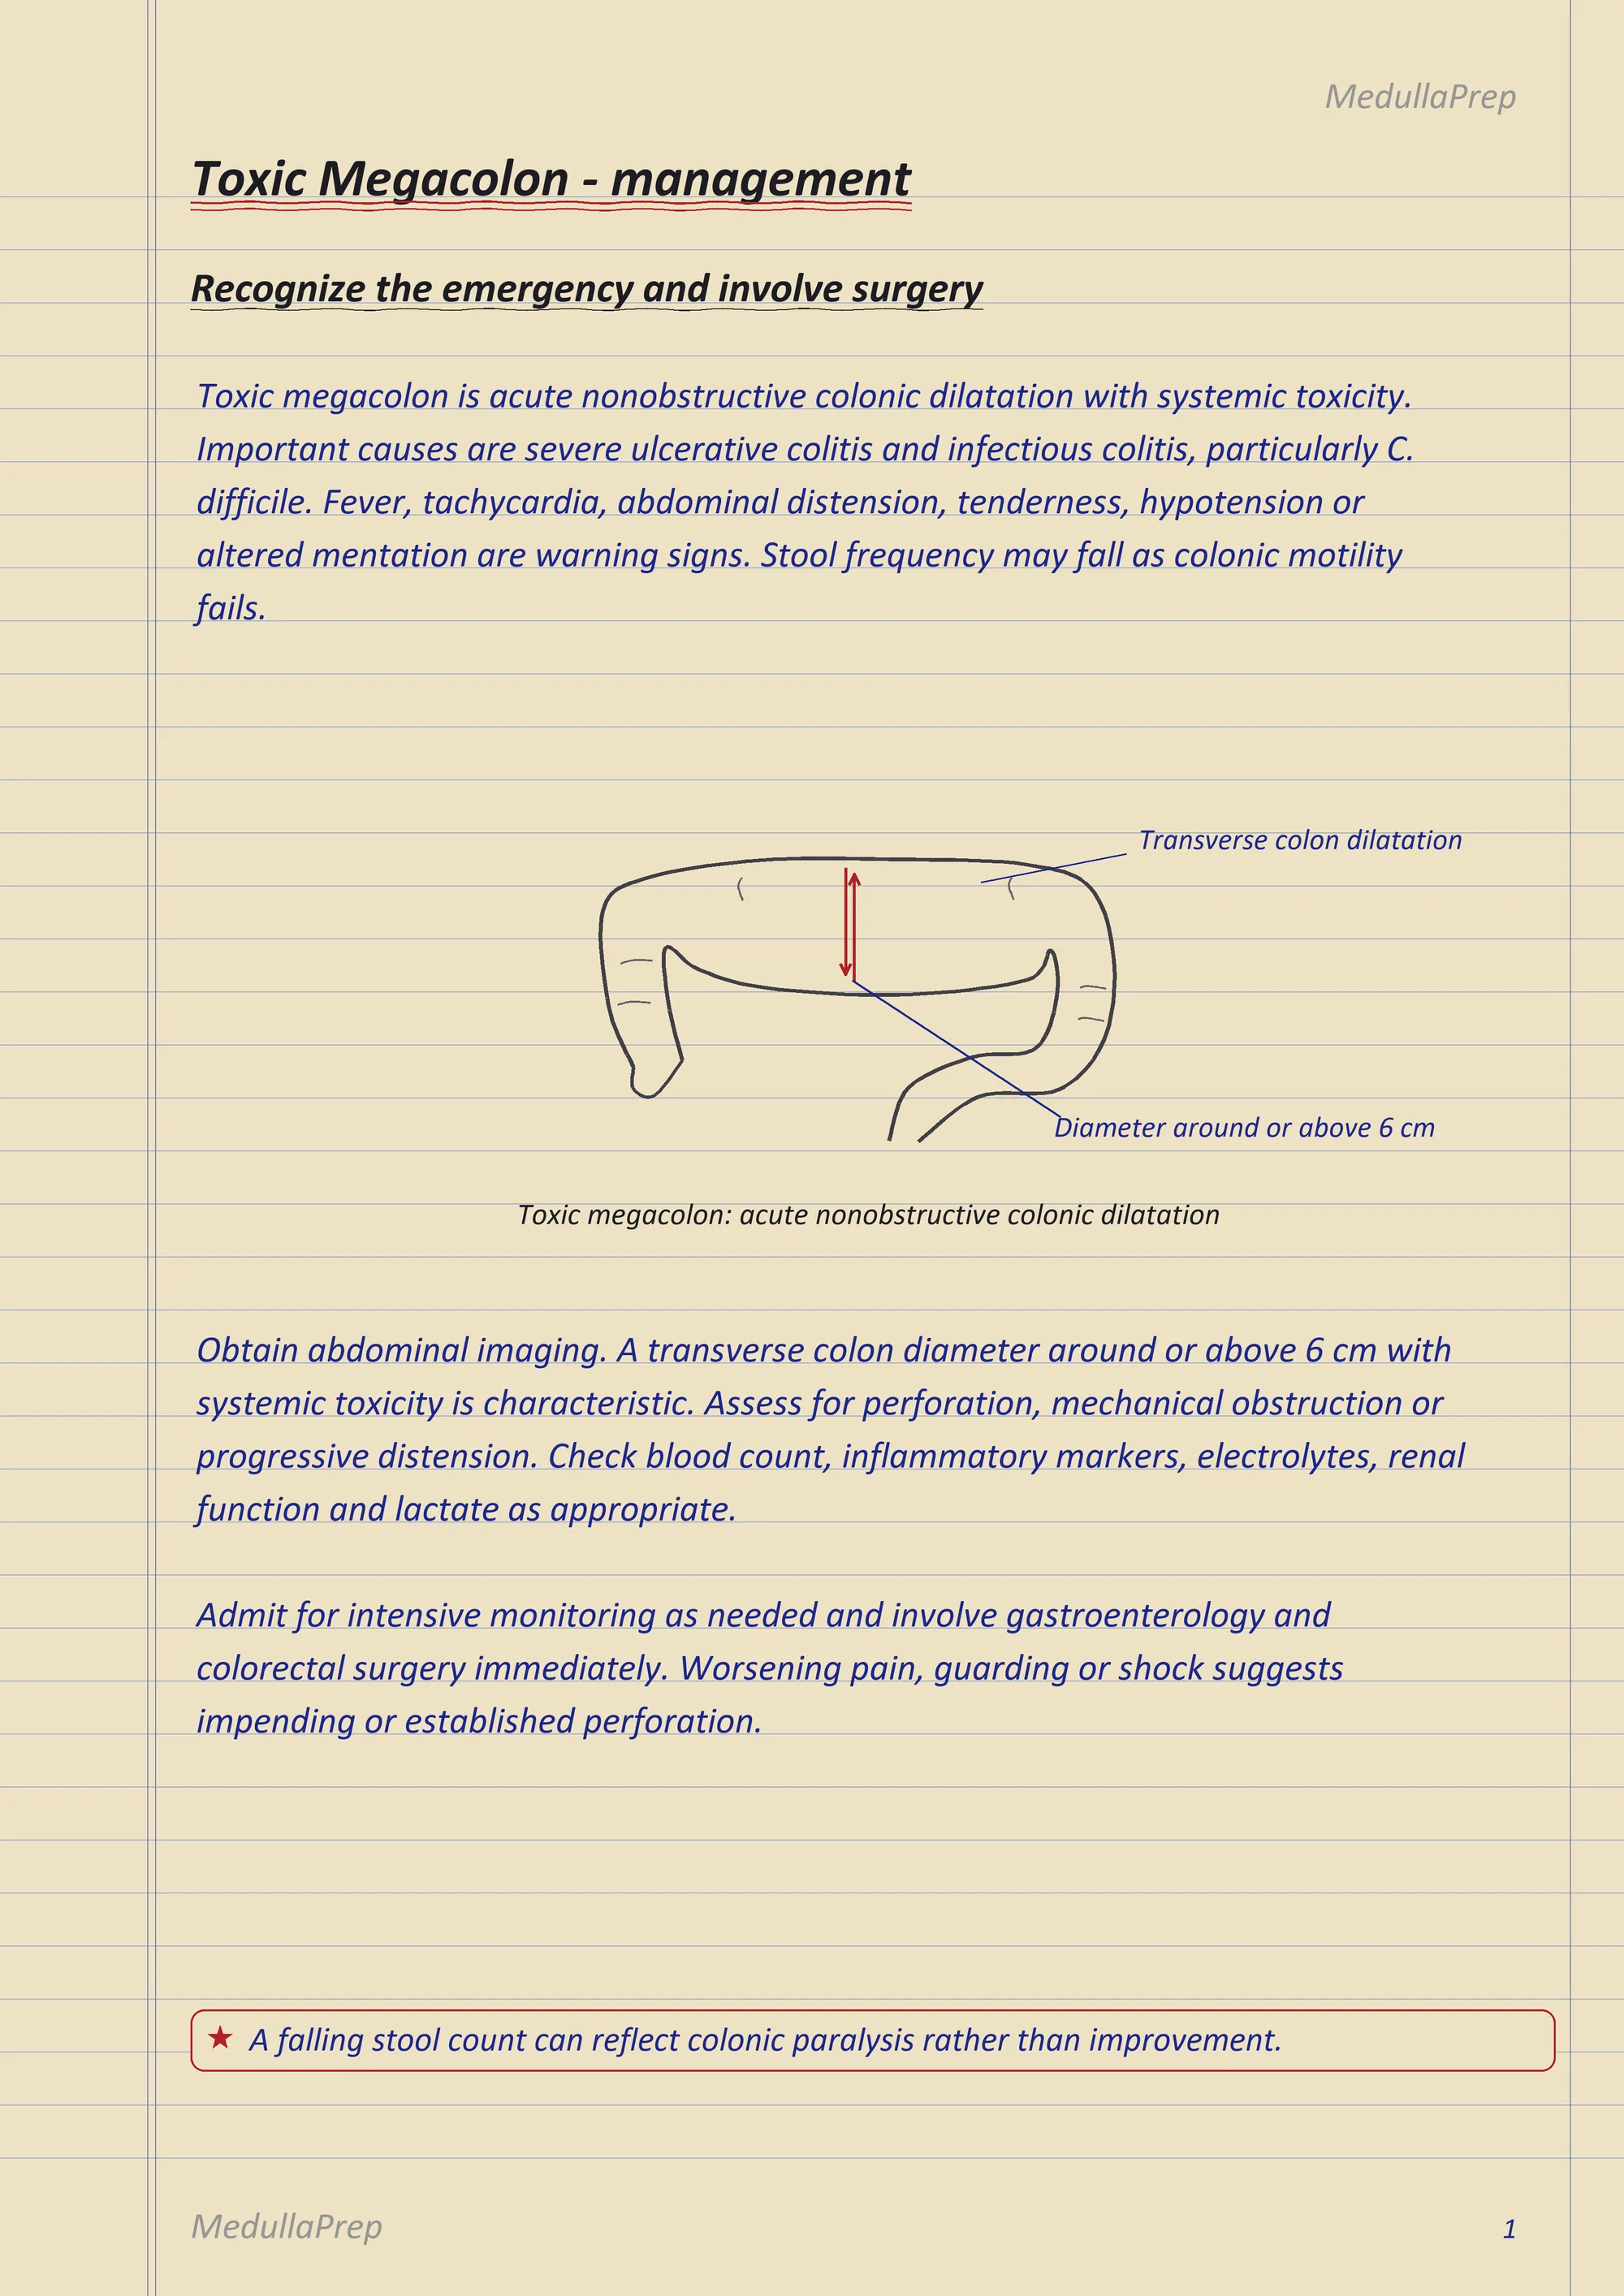 MedullaPrep
Toxic Megacolon - management
Recognize the emergency and involve surgery
Toxic megacolon is acute nonobstructive colonic dilatation with systemic toxicity.
Important causes are severe ulcerative colitis and infectious colitis, particularly C.
difficile. Fever, tachycardia, abdominal distension, tenderness, hypotension or
altered mentation are warning signs. Stool frequency may fall as colonic motility
fails.
Transverse colon dilatation
Diameter around or above 6 cm
Toxic megacolon: acute nonobstructive colonic dilatation
Obtain abdominal imaging. A transverse colon diameter around or above 6 cm with
systemic toxicity is characteristic. Assess for perforation, mechanical obstruction or
progressive distension. Check blood count, inflammatory markers, electrolytes, renal
function and lactate as appropriate.
Admit for intensive monitoring as needed and involve gastroenterology and
colorectal surgery immediately. Worsening pain, guarding or shock suggests
impending or established perforation.
★ A falling stool count can reflect colonic paralysis rather than improvement.
MedullaPrep
1